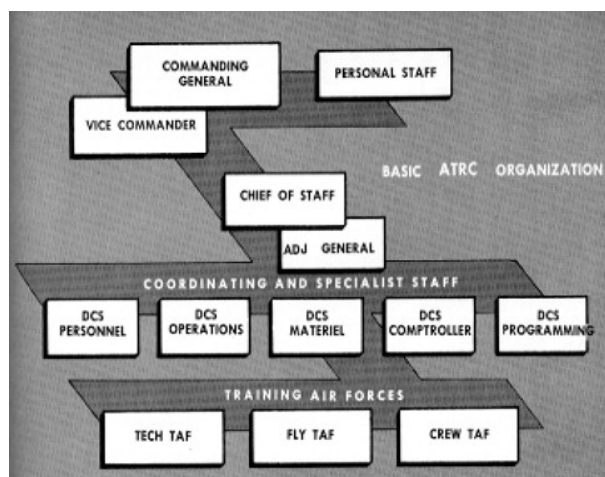 COMMANDING
GENERAL
PERSONAL STAFF
VICE COMMANDER
BASIC ATRC ORGANIZATION
CHIEF OF STAFF
ADJ GENERAL
COORDINATING AND SPECIALIST STAFF
DCS
PERSONNEL
DCS
OPERATIONS
DCS
MATERIEL
DCS
COMPTROLLER
DCS
PROGRAMMING
TRAINING AIR FORCES
TECH TAF
FLY TAF
CREW TAF